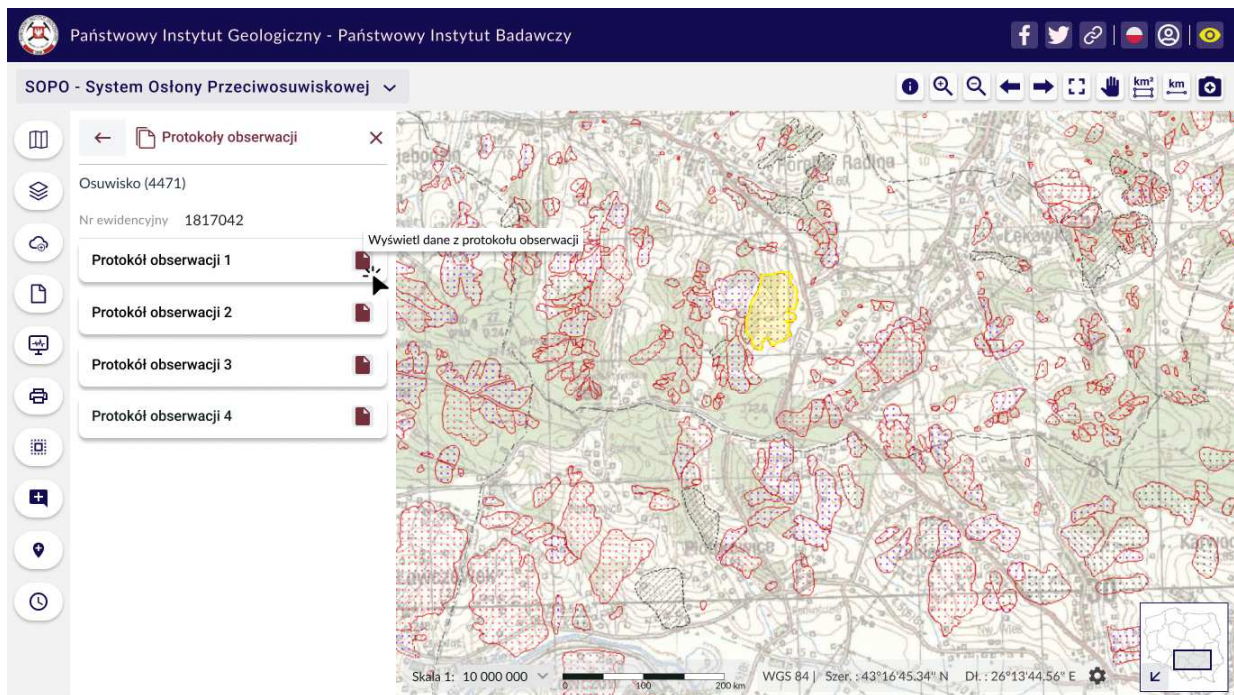 Państwowy Instytut Geologiczny - Państwowy Instytut Badawczy
SOPO - System Osłony Przeciwosuwiskowej
km²
km
Protokoły obserwacji
Osuwisko (4471)
Nr ewidencyjny 1817042
Wyświetl dane z protokołu obserwacji
Protokół obserwacji 1
Protokół obserwacji 2
Protokół obserwacji 3
Protokół obserwacji 4
Radlna
Skala 1: 10 000 000
0 100 200 km
WGS 84 | Szer. : 43°16'45.34" N Dł. : 26°13'44.56" E